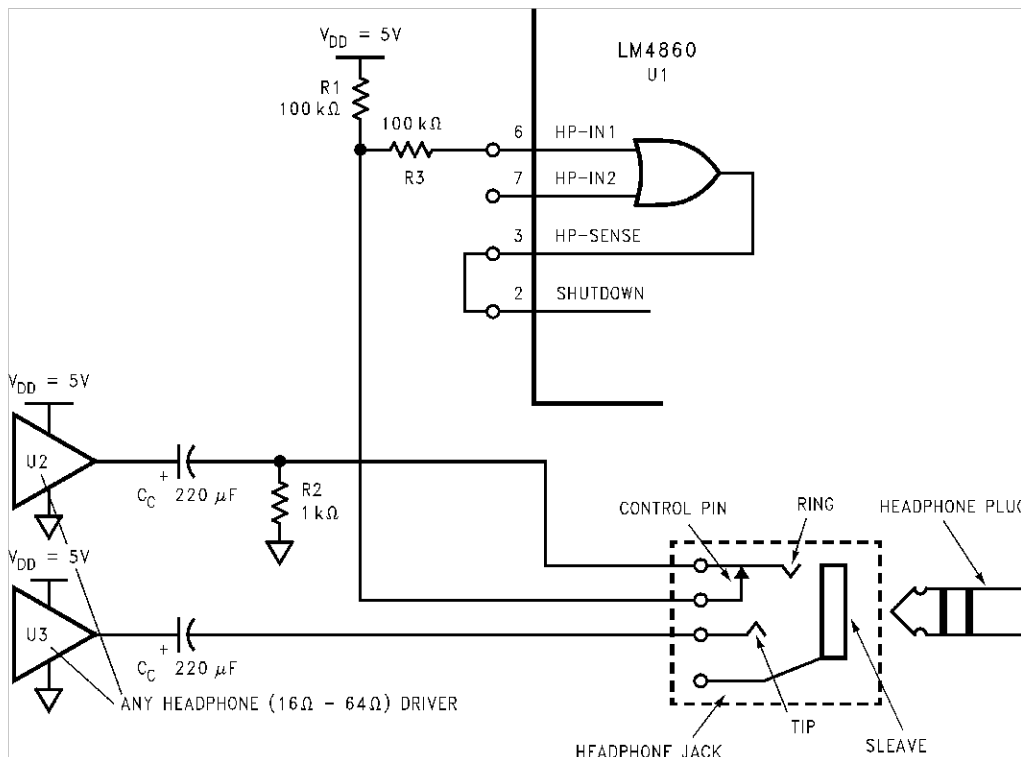 V_DD = 5V
LM4860
U1
R1
100 kΩ
100 kΩ
R3
6 HP-IN1
7 HP-IN2
3 HP-SENSE
2 SHUTDOWN
V_DD = 5V
U2
+
C_C 220 μF
R2
1 kΩ
CONTROL PIN
RING
HEADPHONE PLUG
V_DD = 5V
U3
+
C_C 220 μF
ANY HEADPHONE (16Ω - 64Ω) DRIVER
TIP
SLEAVE
HEADPHONE JACK